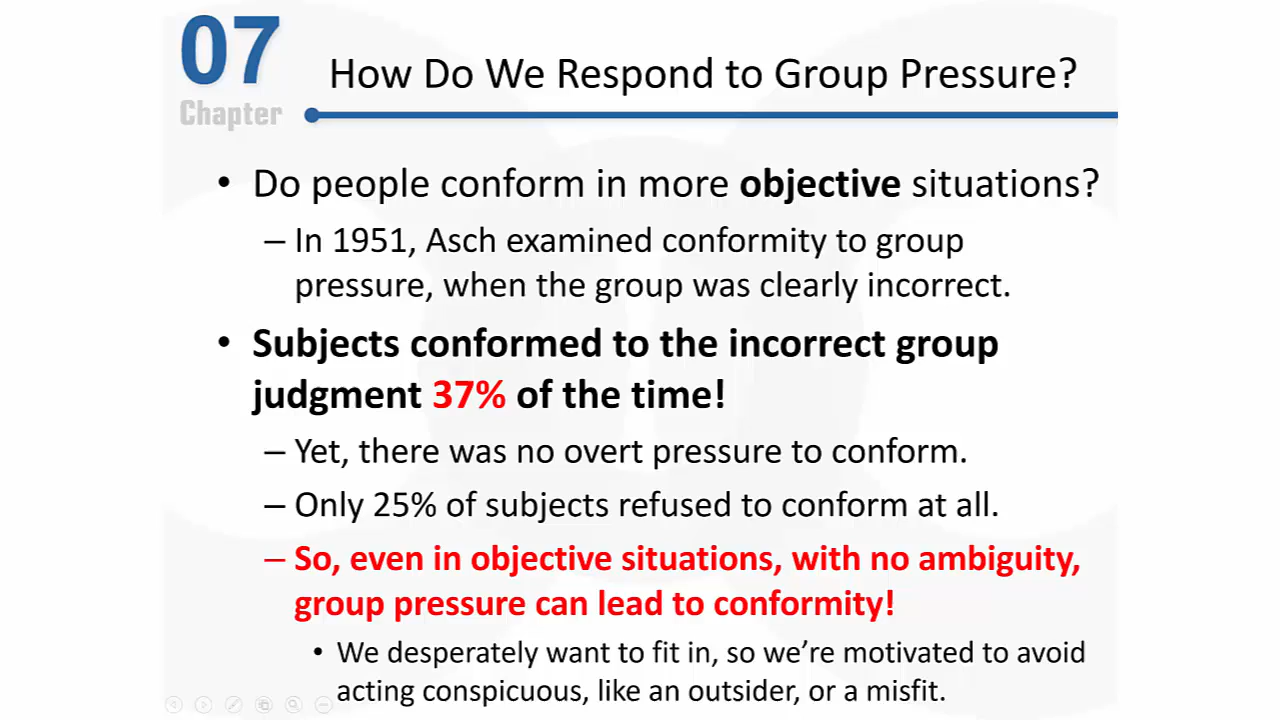 07
Chapter
How Do We Respond to Group Pressure?
• Do people conform in more objective situations?
– In 1951, Asch examined conformity to group
pressure, when the group was clearly incorrect.
• Subjects conformed to the incorrect group
judgment 37% of the time!
– Yet, there was no overt pressure to conform.
– Only 25% of subjects refused to conform at all.
– So, even in objective situations, with no ambiguity,
group pressure can lead to conformity!
• We desperately want to fit in, so we’re motivated to avoid
acting conspicuous, like an outsider, or a misfit.